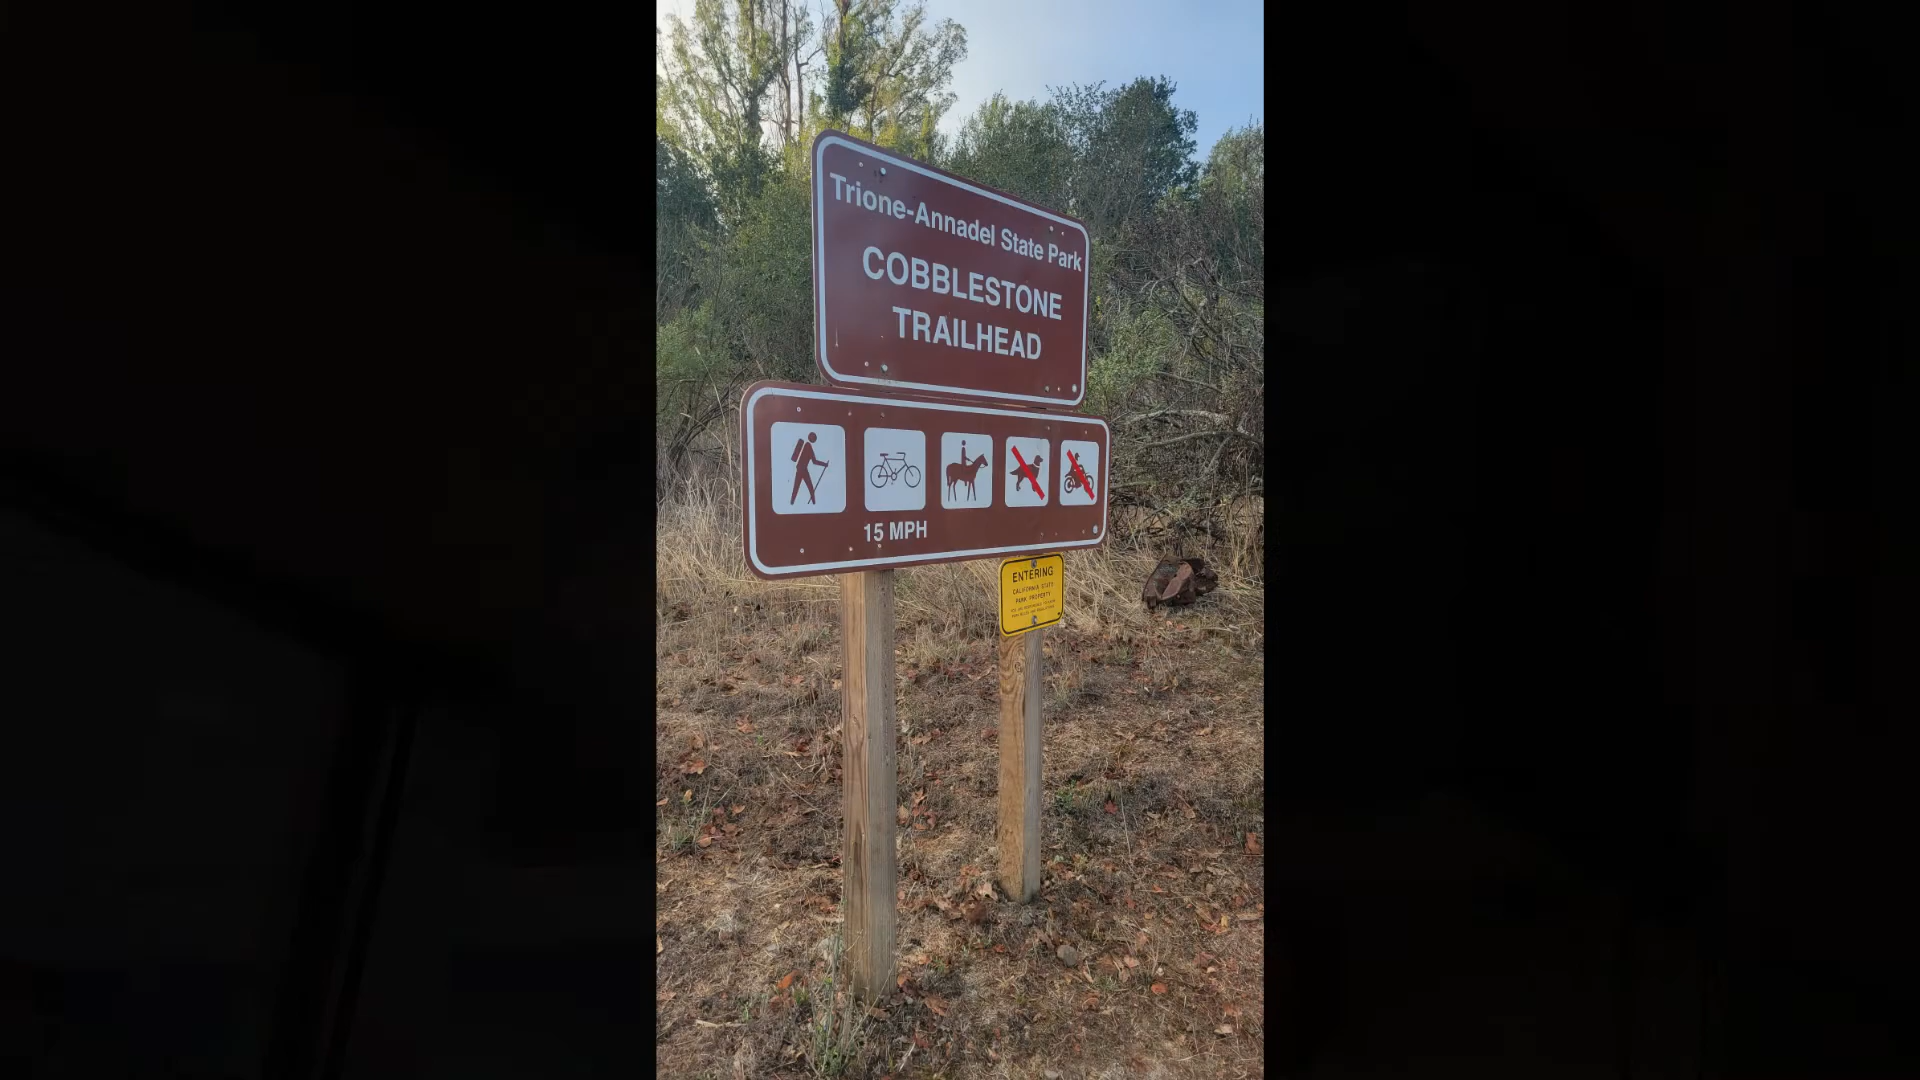 Trione-Annadel State Park
COBBLESTONE
TRAILHEAD
15 MPH
ENTERING
CALIFORNIA STATE
PARK PROPERTY